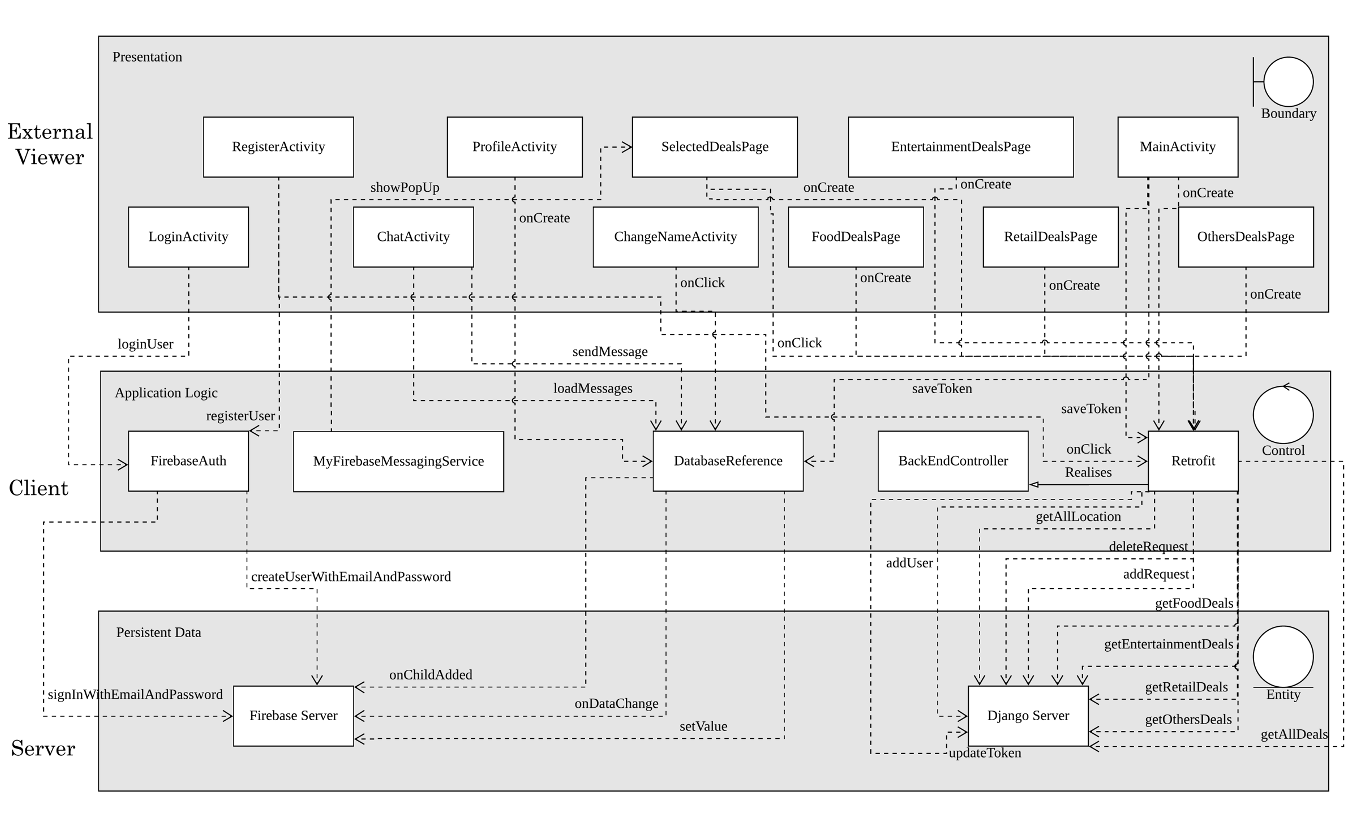 Presentation
External
Viewer
Boundary
RegisterActivity
ProfileActivity
SelectedDealsPage
EntertainmentDealsPage
MainActivity
showPopUp
onCreate
onCreate
onCreate
onCreate
LoginActivity
ChatActivity
ChangeNameActivity
FoodDealsPage
RetailDealsPage
OthersDealsPage
onClick
onCreate
onCreate
onCreate
loginUser
sendMessage
onClick
Application Logic
loadMessages
saveToken
saveToken
registerUser
Control
FirebaseAuth
MyFirebaseMessagingService
DatabaseReference
BackEndController
onClick
Realises
Retrofit
Client
getAllLocation
deleteRequest
addUser
addRequest
createUserWithEmailAndPassword
getFoodDeals
Persistent Data
getEntertainmentDeals
onChildAdded
getRetailDeals
Entity
signInWithEmailAndPassword
onDataChange
Firebase Server
Django Server
getOthersDeals
setValue
getAllDeals
Server
updateToken